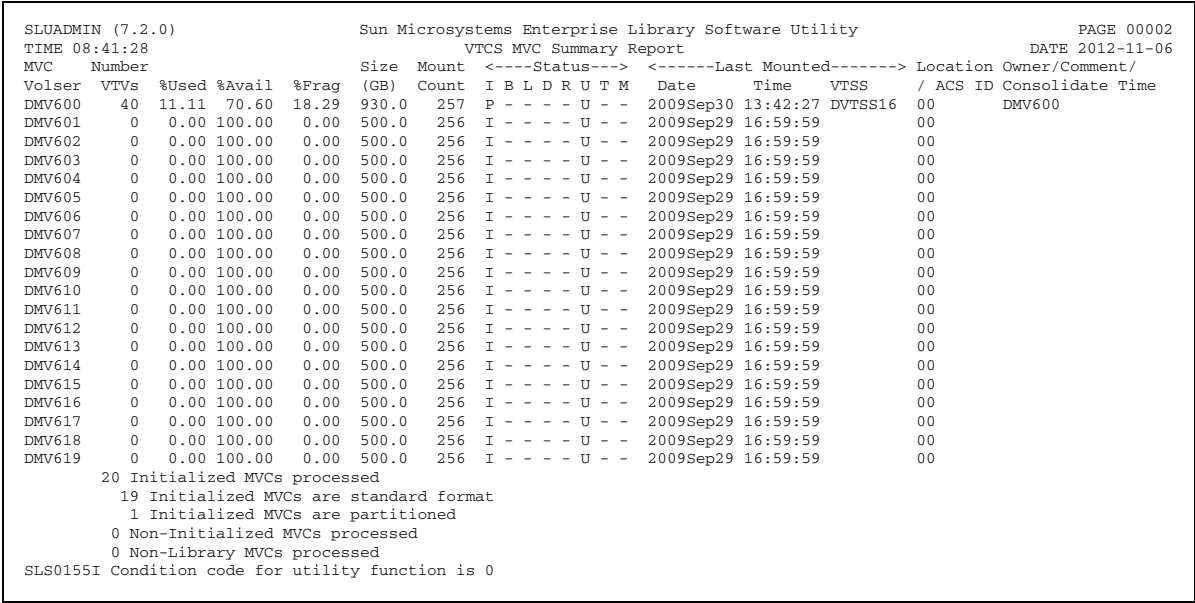 SLUADMIN (7.2.0) Sun Microsystems Enterprise Library Software Utility PAGE 00002
TIME 08:41:28 VTCS MVC Summary Report DATE 2012-11-06
MVC Number Size Mount <----Status---> <------Last Mounted-------> Location Owner/Comment/
Volser VTVs %Used %Avail %Frag (GB) Count I B L D R U T M Date Time VTSS / ACS ID Consolidate Time
DMV600 40 11.11 70.60 18.29 930.0 257 P - - - - U - - 2009Sep30 13:42:27 DVTSS16 00 DMV600
DMV601 0 0.00 100.00 0.00 500.0 256 I - - - - U - - 2009Sep29 16:59:59 00
DMV602 0 0.00 100.00 0.00 500.0 256 I - - - - U - - 2009Sep29 16:59:59 00
DMV603 0 0.00 100.00 0.00 500.0 256 I - - - - U - - 2009Sep29 16:59:59 00
DMV604 0 0.00 100.00 0.00 500.0 256 I - - - - U - - 2009Sep29 16:59:59 00
DMV605 0 0.00 100.00 0.00 500.0 256 I - - - - U - - 2009Sep29 16:59:59 00
DMV606 0 0.00 100.00 0.00 500.0 256 I - - - - U - - 2009Sep29 16:59:59 00
DMV607 0 0.00 100.00 0.00 500.0 256 I - - - - U - - 2009Sep29 16:59:59 00
DMV608 0 0.00 100.00 0.00 500.0 256 I - - - - U - - 2009Sep29 16:59:59 00
DMV609 0 0.00 100.00 0.00 500.0 256 I - - - - U - - 2009Sep29 16:59:59 00
DMV610 0 0.00 100.00 0.00 500.0 256 I - - - - U - - 2009Sep29 16:59:59 00
DMV611 0 0.00 100.00 0.00 500.0 256 I - - - - U - - 2009Sep29 16:59:59 00
DMV612 0 0.00 100.00 0.00 500.0 256 I - - - - U - - 2009Sep29 16:59:59 00
DMV613 0 0.00 100.00 0.00 500.0 256 I - - - - U - - 2009Sep29 16:59:59 00
DMV614 0 0.00 100.00 0.00 500.0 256 I - - - - U - - 2009Sep29 16:59:59 00
DMV615 0 0.00 100.00 0.00 500.0 256 I - - - - U - - 2009Sep29 16:59:59 00
DMV616 0 0.00 100.00 0.00 500.0 256 I - - - - U - - 2009Sep29 16:59:59 00
DMV617 0 0.00 100.00 0.00 500.0 256 I - - - - U - - 2009Sep29 16:59:59 00
DMV618 0 0.00 100.00 0.00 500.0 256 I - - - - U - - 2009Sep29 16:59:59 00
DMV619 0 0.00 100.00 0.00 500.0 256 I - - - - U - - 2009Sep29 16:59:59 00
20 Initialized MVCs processed
19 Initialized MVCs are standard format
1 Initialized MVCs are partitioned
0 Non-Initialized MVCs processed
0 Non-Library MVCs processed
SLS0155I Condition code for utility function is 0